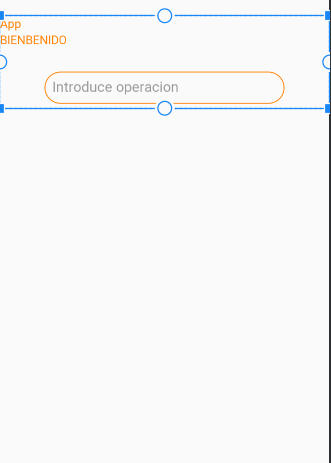 App
BIENBENIDO
Introduce operacion